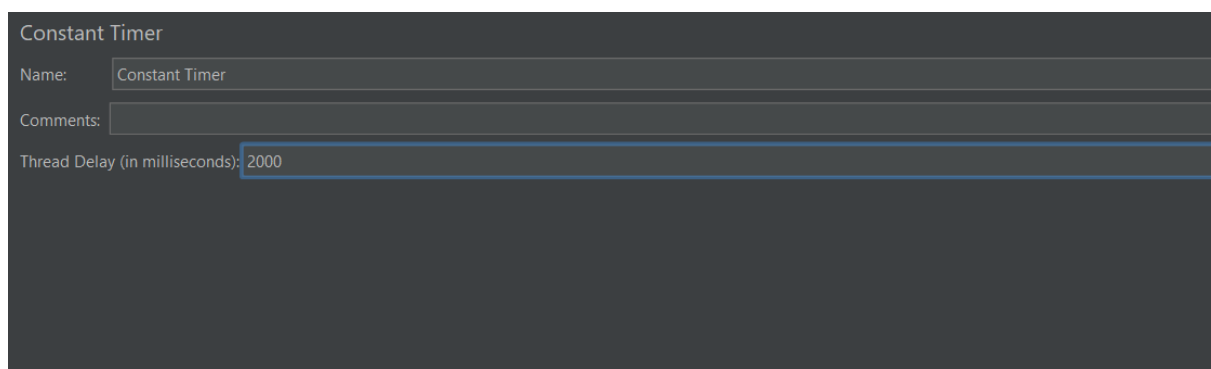 Constant Timer
Name: Constant Timer
Comments:
Thread Delay (in milliseconds): 2000